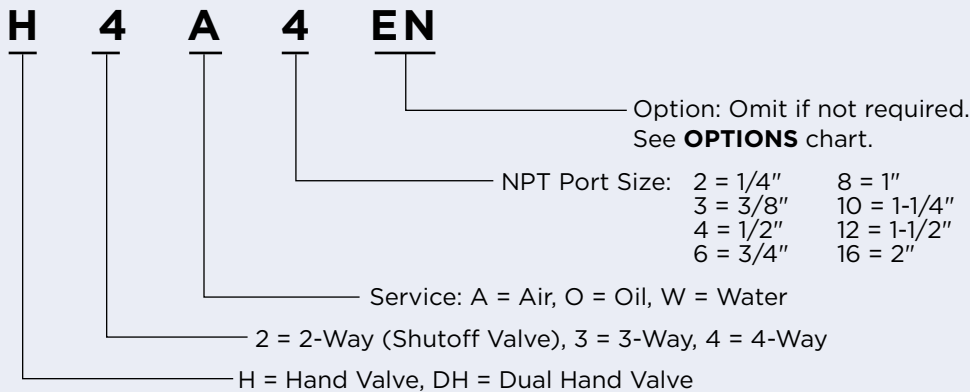 H 4 A 4 EN
Option: Omit if not required.
See OPTIONS chart.
NPT Port Size: 2 = 1/4" 8 = 1"
3 = 3/8" 10 = 1-1/4"
4 = 1/2" 12 = 1-1/2"
6 = 3/4" 16 = 2"
Service: A = Air, O = Oil, W = Water
2 = 2-Way (Shutoff Valve), 3 = 3-Way, 4 = 4-Way
H = Hand Valve, DH = Dual Hand Valve